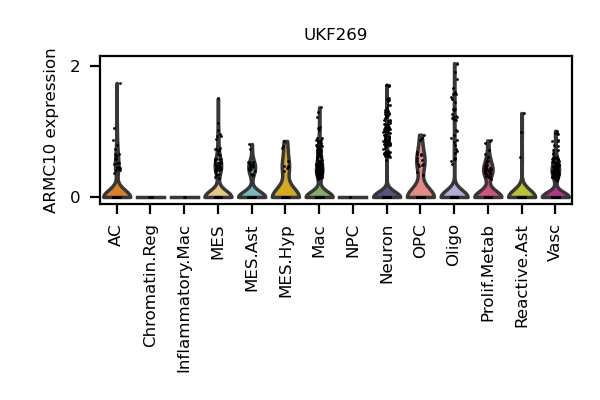 UKF269
ARMC10 expression
2
0
AC
Chromatin.Reg
Inflammatory.Mac
MES
MES.Ast
MES.Hyp
Mac
NPC
Neuron
OPC
Oligo
Prolif.Metab
Reactive.Ast
Vasc